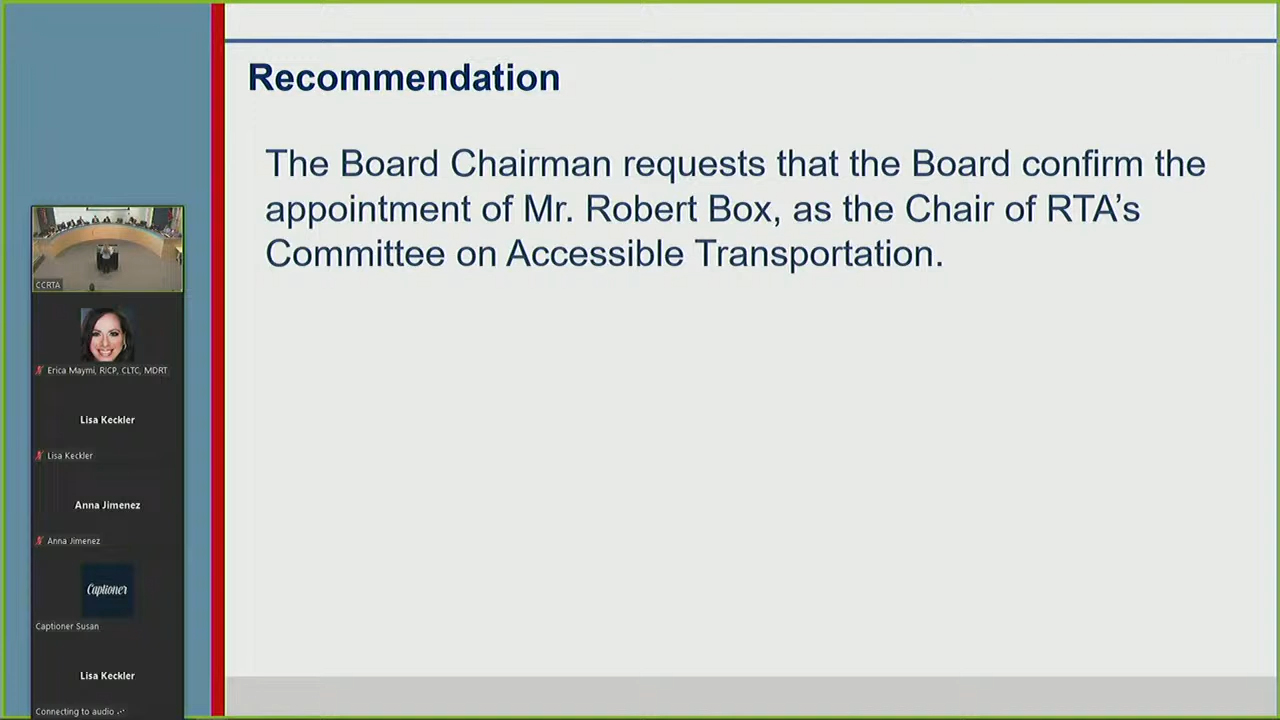 Recommendation
The Board Chairman requests that the Board confirm the
appointment of Mr. Robert Box, as the Chair of RTA’s
Committee on Accessible Transportation.
CCRTA
Erica Maymi, RICP, CLTC, MDRT
Lisa Keckler
Lisa Keckler
Anna Jimenez
Anna Jimenez
Captioner
Captioner Susan
Lisa Keckler
Connecting to audio